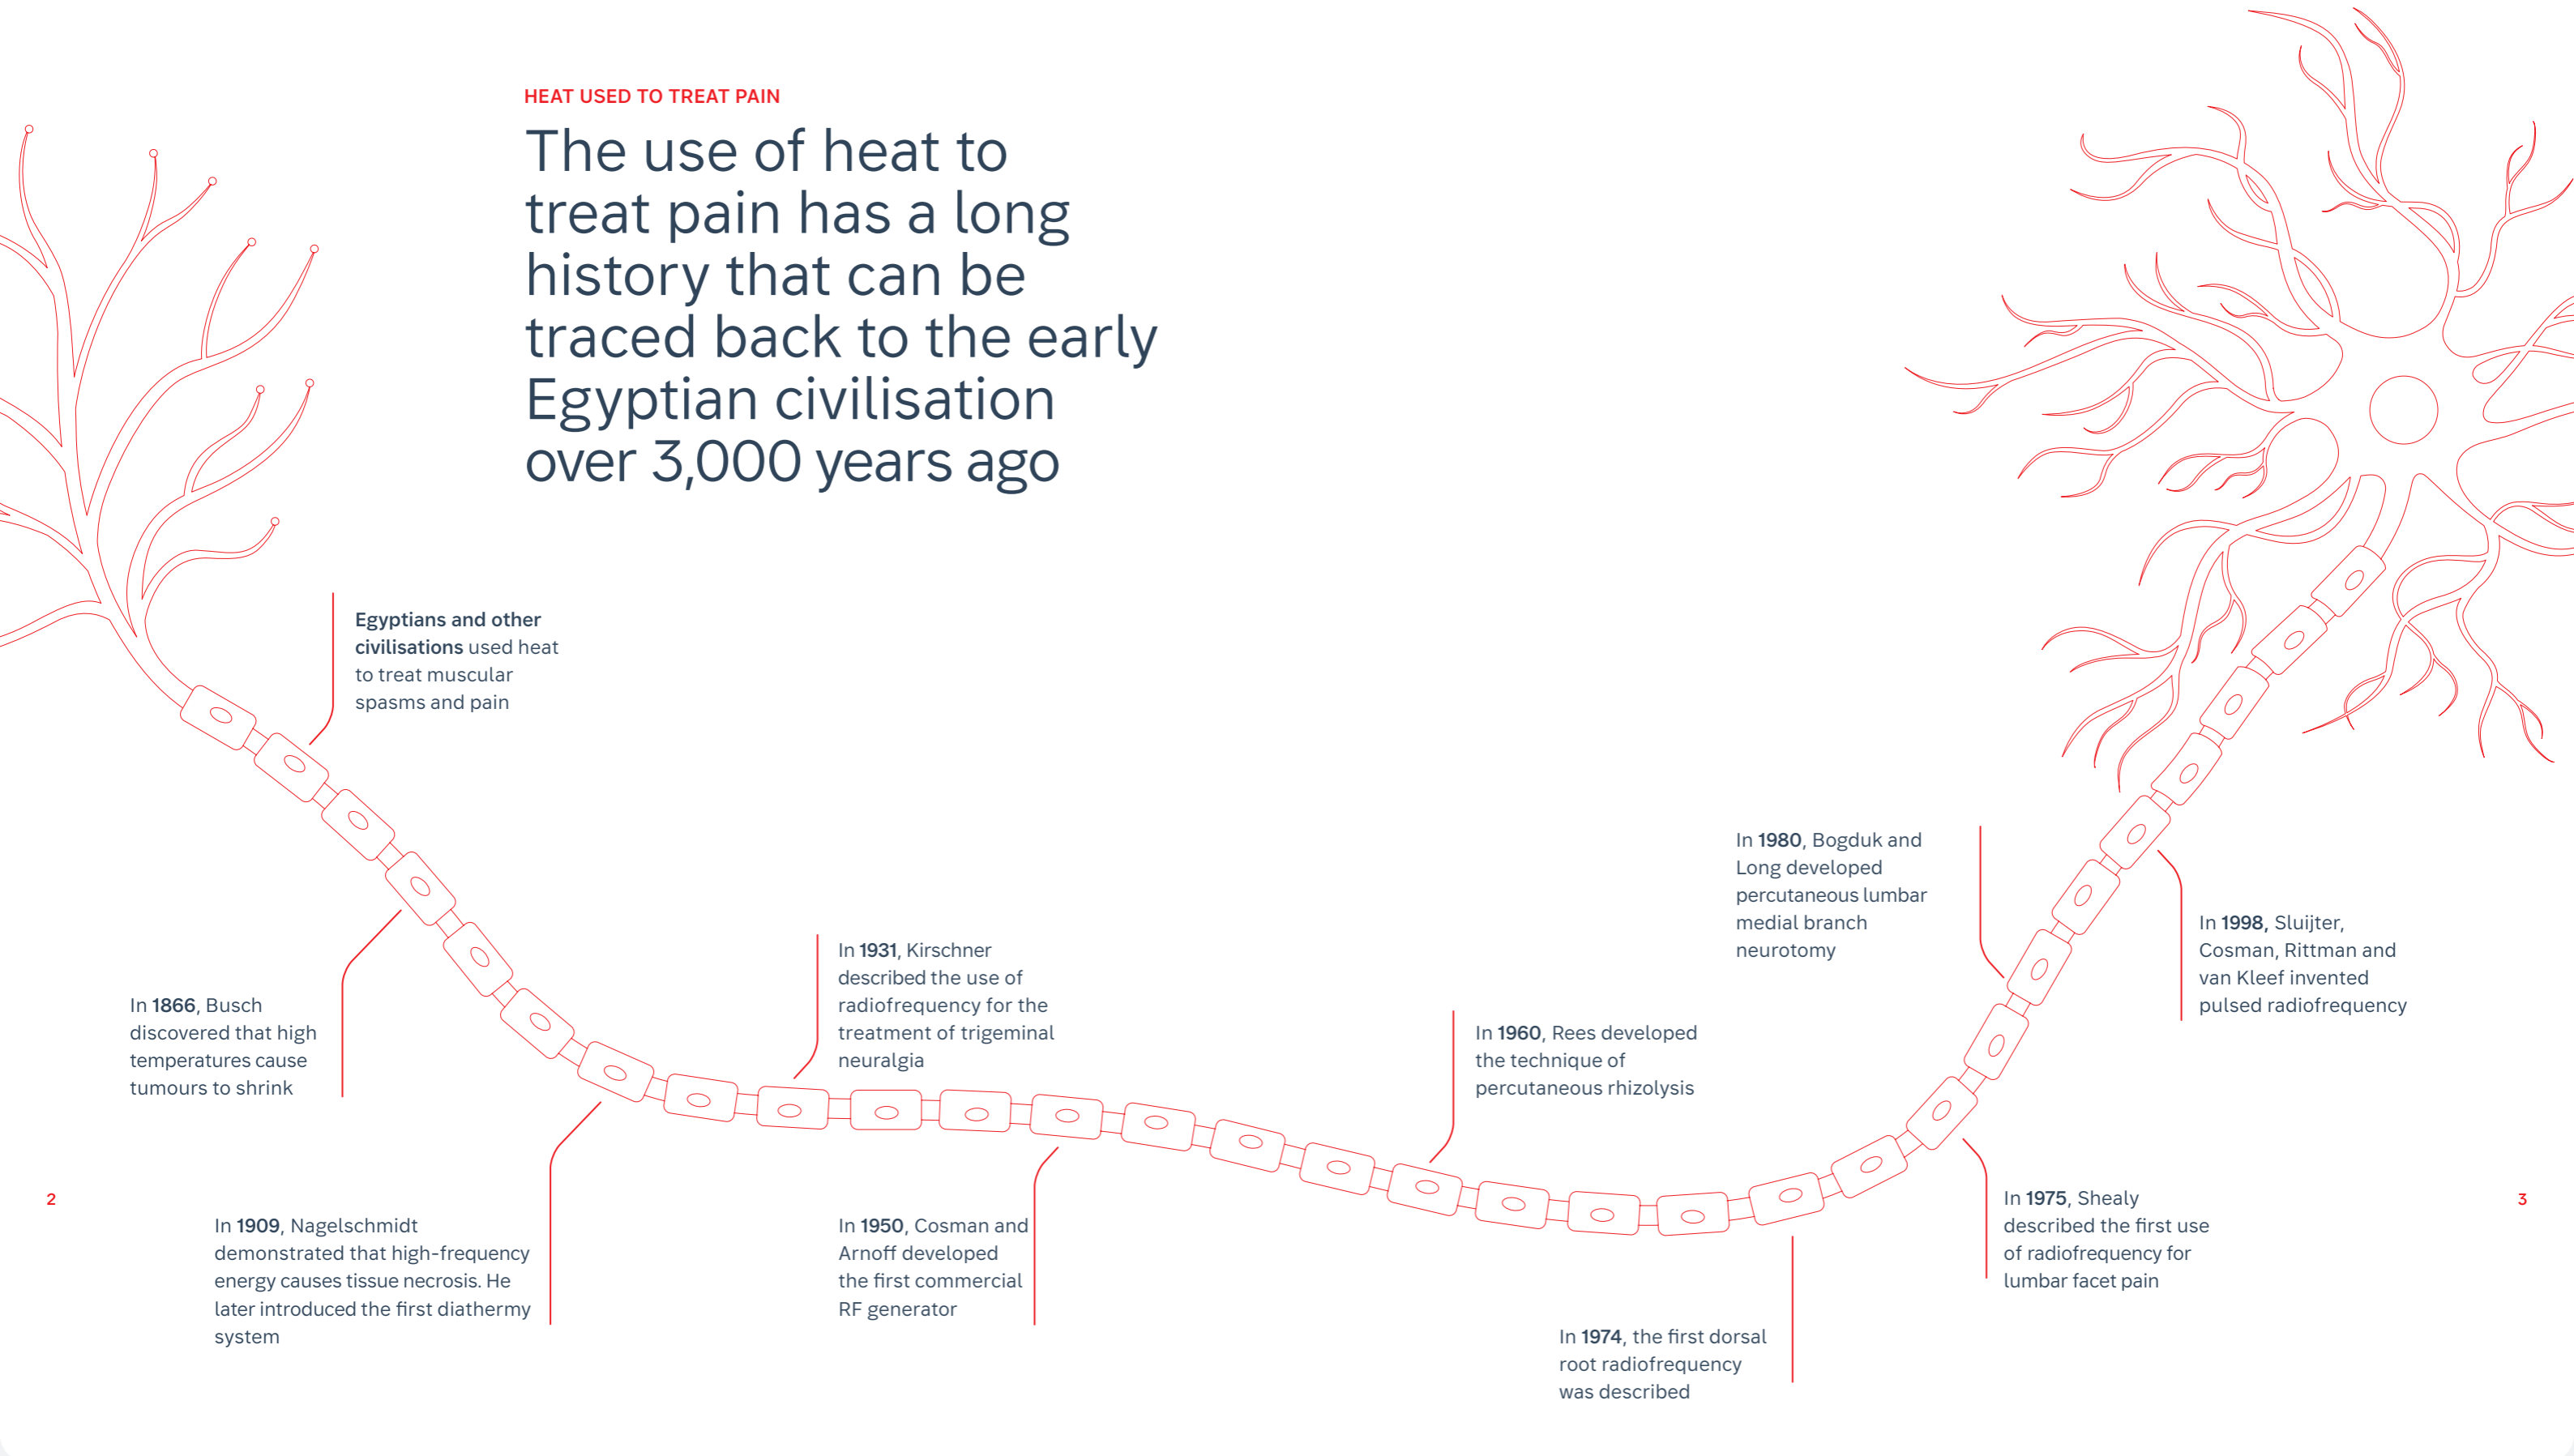 HEAT USED TO TREAT PAIN
The use of heat to
treat pain has a long
history that can be
traced back to the early
Egyptian civilisation
over 3,000 years ago
Egyptians and other
civilisations used heat
to treat muscular
spasms and pain
In 1866, Busch
discovered that high
temperatures cause
tumours to shrink
In 1909, Nagelschmidt
demonstrated that high-frequency
energy causes tissue necrosis. He
later introduced the first diathermy
system
In 1931, Kirschner
described the use of
radiofrequency for the
treatment of trigeminal
neuralgia
In 1950, Cosman and
Arnoff developed
the first commercial
RF generator
In 1960, Rees developed
the technique of
percutaneous rhizolysis
In 1974, the first dorsal
root radiofrequency
was described
In 1975, Shealy
described the first use
of radiofrequency for
lumbar facet pain
In 1980, Bogduk and
Long developed
percutaneous lumbar
medial branch
neurotomy
In 1998, Sluijter,
Cosman, Rittman and
van Kleef invented
pulsed radiofrequency
2
3